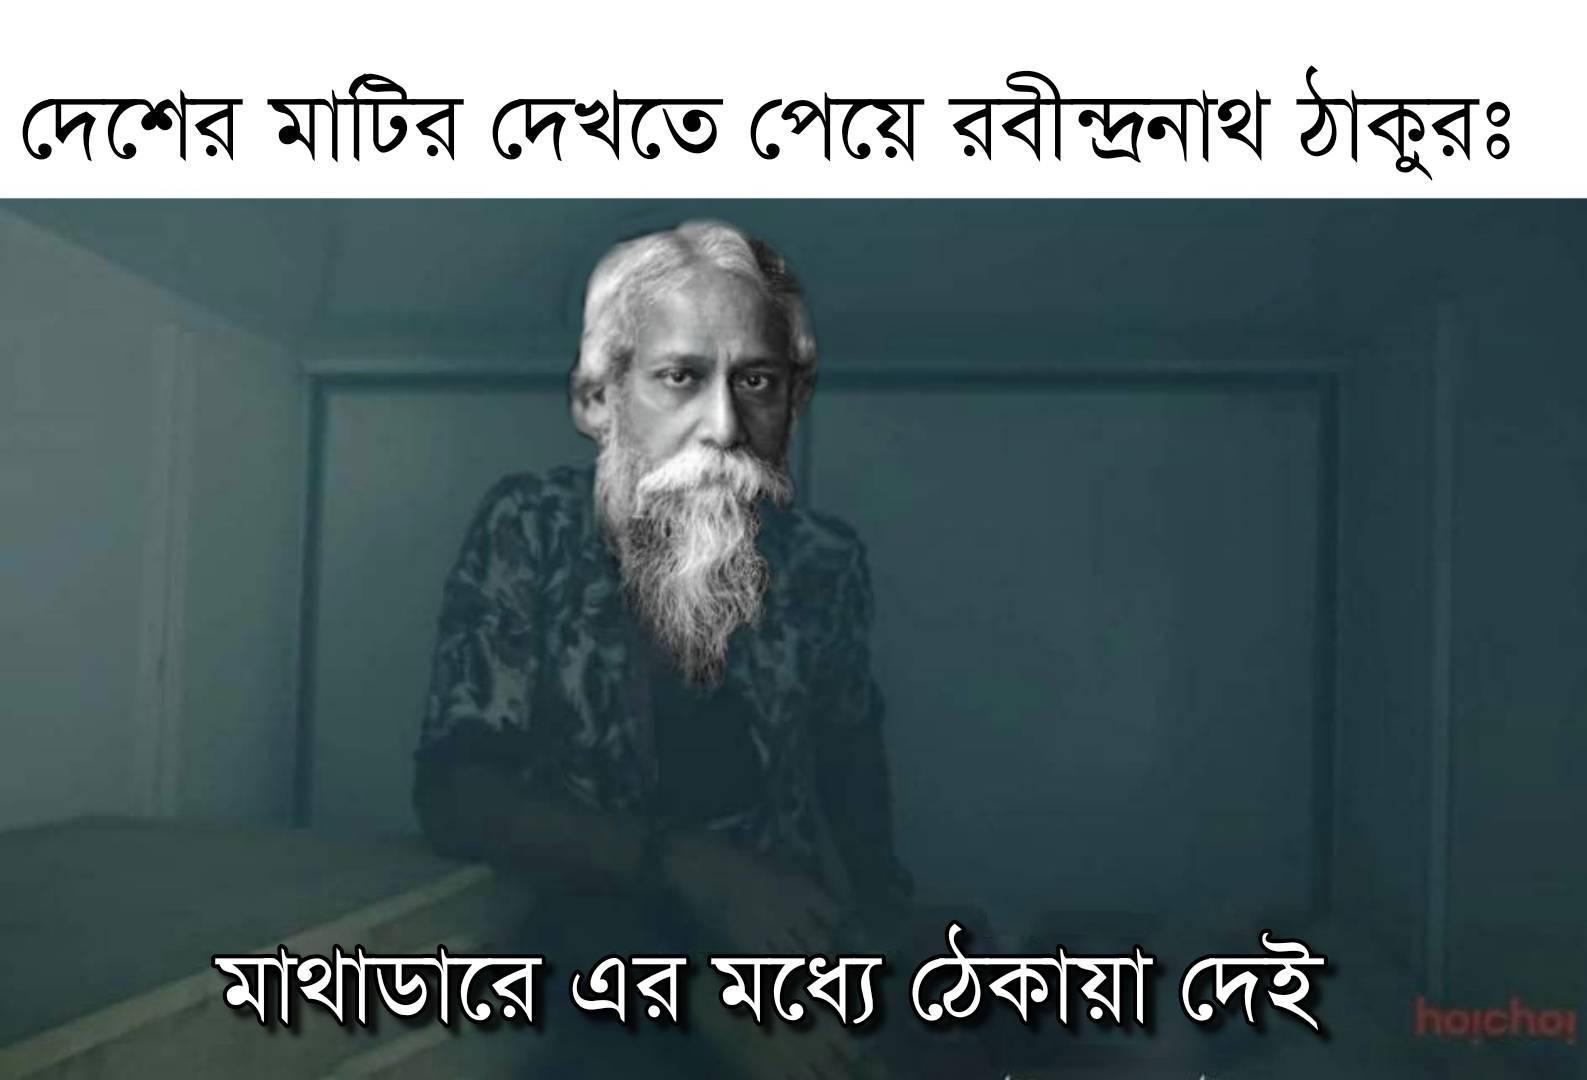 দেশের মাটির দেখতে পেয়ে রবীন্দ্রনাথ ঠাকুরঃ
মাথাডারে এর মধ্যে ঠেকায়া দেই
hoichoi